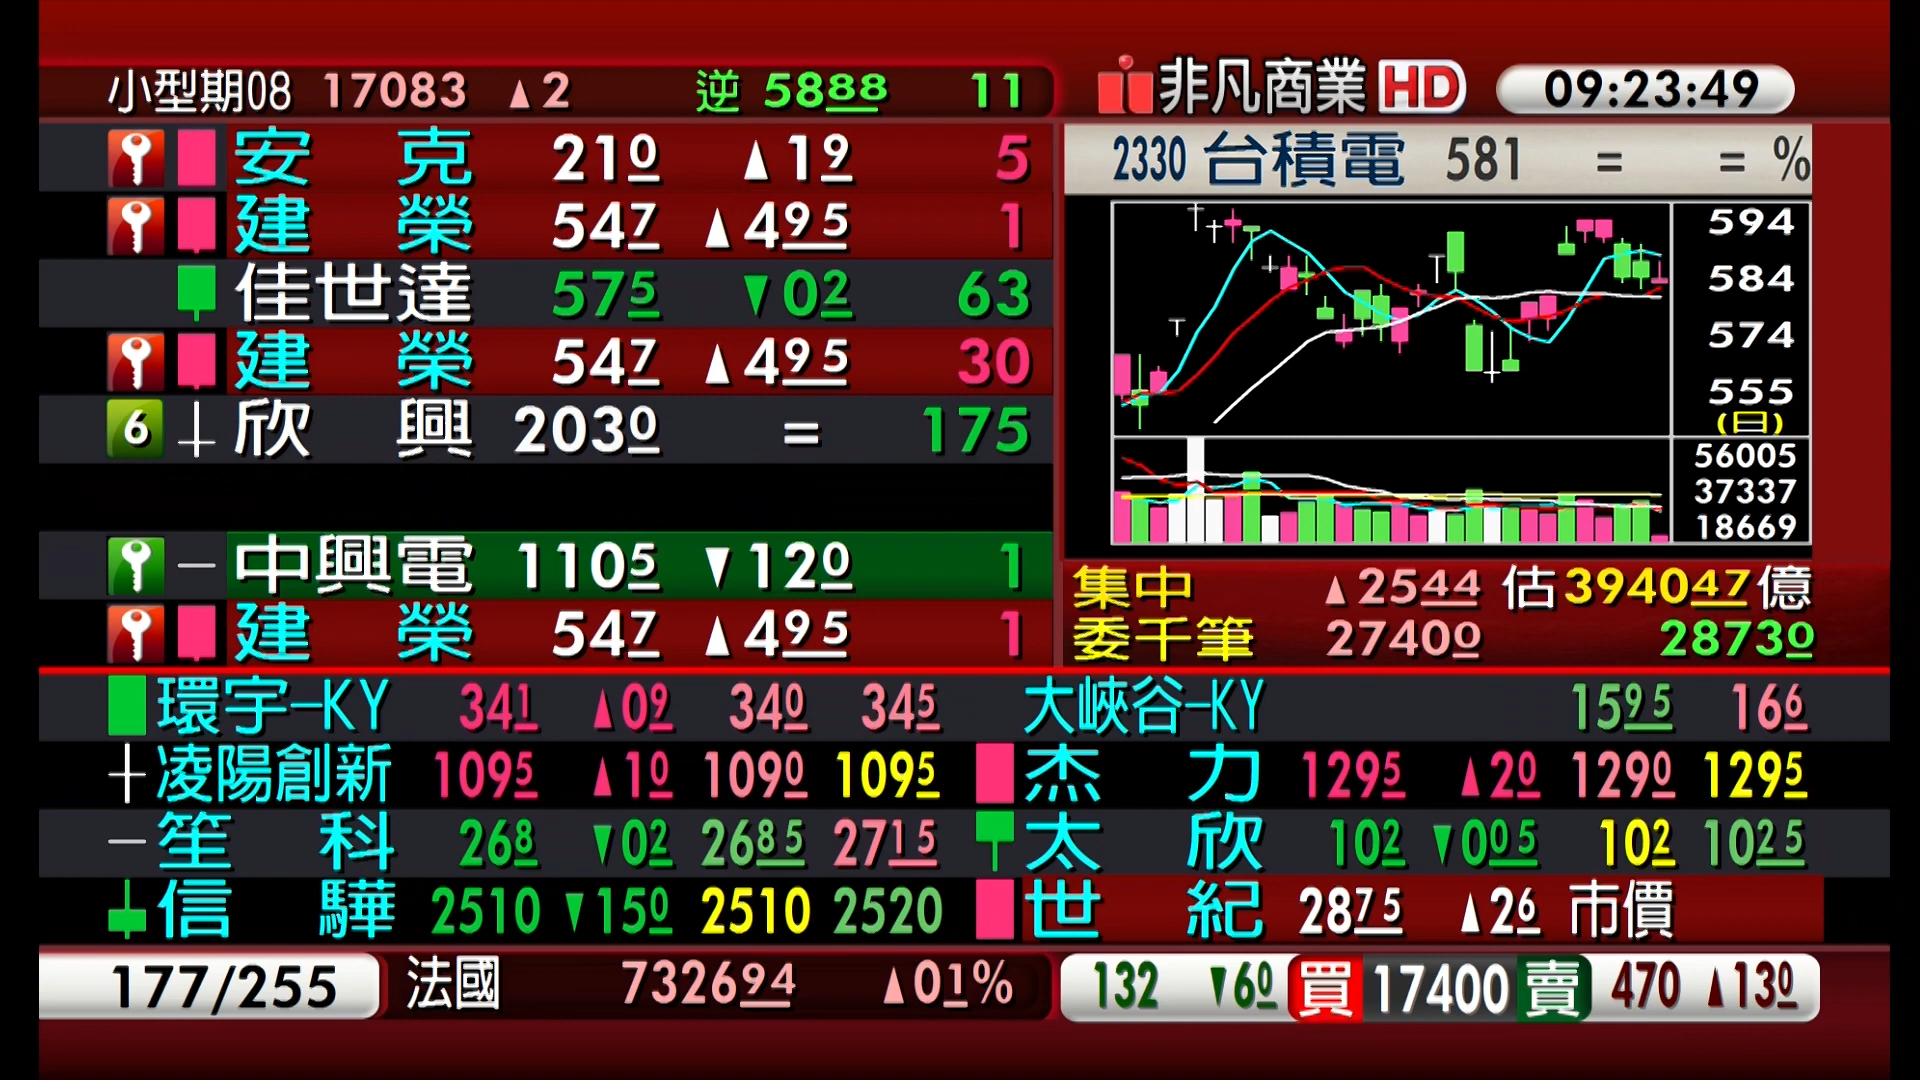 小型期08 17083 ▲2 逆 5888 11
非凡商業HD 09:23:49
安克 210 ▲19 5
建榮 547 ▲495 1
佳世達 575 ▼02 63
建榮 547 ▲495 30
6 欣興 2030 = 175
中興電 1105 ▼120 1
建榮 547 ▲495 1
2330 台積電 581 = = %
594
584
574
555
(日)
56005
37337
18669
集中 ▲2544 估394047億
委千筆 27400 28730
環宇-KY 341 ▲09 340 345 大峽谷-KY 1595 166
凌陽創新 1095 ▲10 1090 1095 杰力 1295 ▲20 1290 1295
笙科 268 ▼02 2685 2715 太欣 102 ▼005 102 1025
信驊 2510 ▼150 2510 2520 世紀 2875 ▲26 市價
177/255 法國 732694 ▲01% 132 ▼60 買 17400 賣 470 ▲130